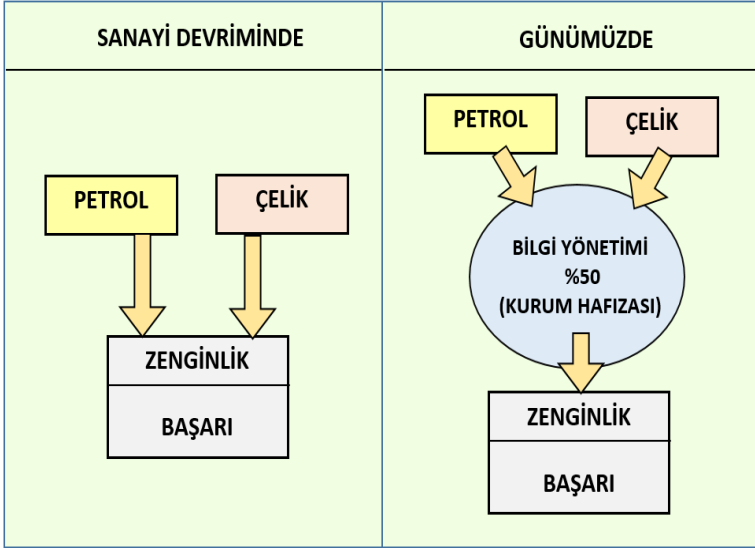 SANAYİ DEVRİMİNDE
PETROL
ÇELİK
ZENGİNLİK
BAŞARI
GÜNÜMÜZDE
PETROL
ÇELİK
BİLGİ YÖNETİMİ
%50
(KURUM HAFIZASI)
ZENGİNLİK
BAŞARI